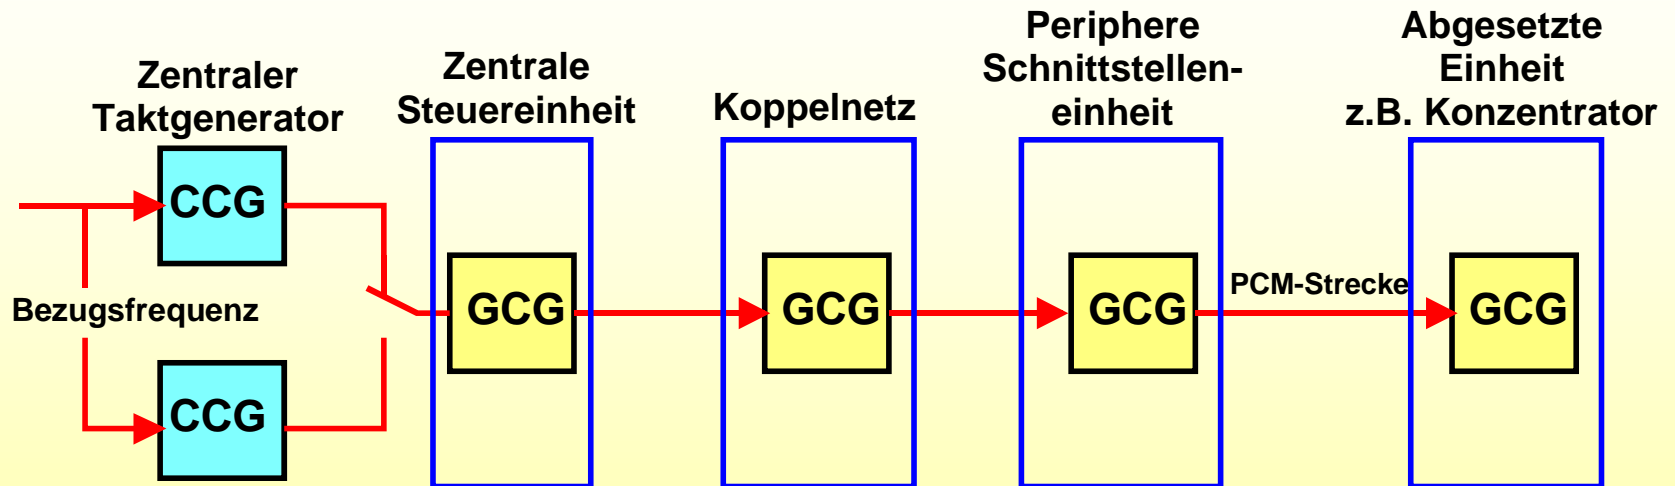 Zentraler
Taktgenerator
Zentrale
Steuereinheit
Koppelnetz
Periphere
Schnittstellen-
einheit
Abgesetzte
Einheit
z.B. Konzentrator
CCG
Bezugsfrequenz
CCG
GCG
GCG
GCG
PCM-Strecke
GCG